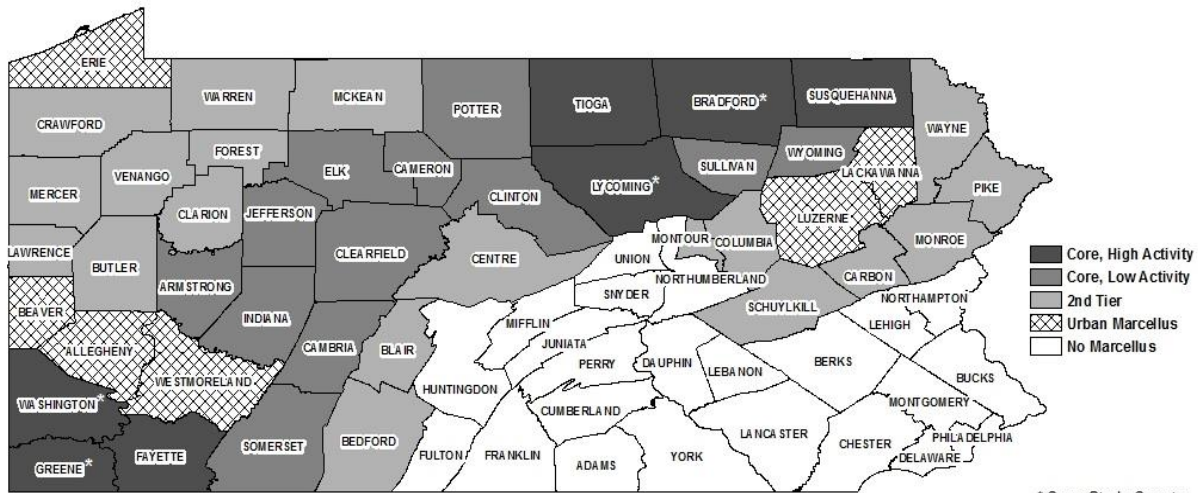 ERIE
WARREN
MCKEAN
POTTER
TIOGA
BRADFORD*
SUSQUEHANNA
CRAWFORD
WAYNE
FOREST
ELK
CAMERON
SULLIVAN
WYOMING
LACKAWANNA
MERCER
VENANGO
CLINTON
LYCOMING*
PIKE
CLARION
JEFFERSON
LUZERNE
LAWRENCE
BUTLER
CLEARFIELD
CENTRE
UNION
MONTOUR
COLUMBIA
MONROE
ARMSTRONG
NORTHUMBERLAND
CARBON
SNYDER
BEAVER
INDIANA
SCHUYLKILL
NORTHAMPTON
MIFFLIN
LEHIGH
ALLEGHENY
CAMBRIA
BLAIR
JUNIATA
WESTMORELAND
PERRY
DAUPHIN
LEBANON
BERKS
BUCKS
HUNTINGDON
WASHINGTON*
CUMBERLAND
MONTGOMERY
SOMERSET
BEDFORD
LANCASTER
PHILADELPHIA
FAYETTE
FULTON
FRANKLIN
ADAMS
YORK
CHESTER
DELAWARE
GREENE*
Core, High Activity
Core, Low Activity
2nd Tier
Urban Marcellus
No Marcellus